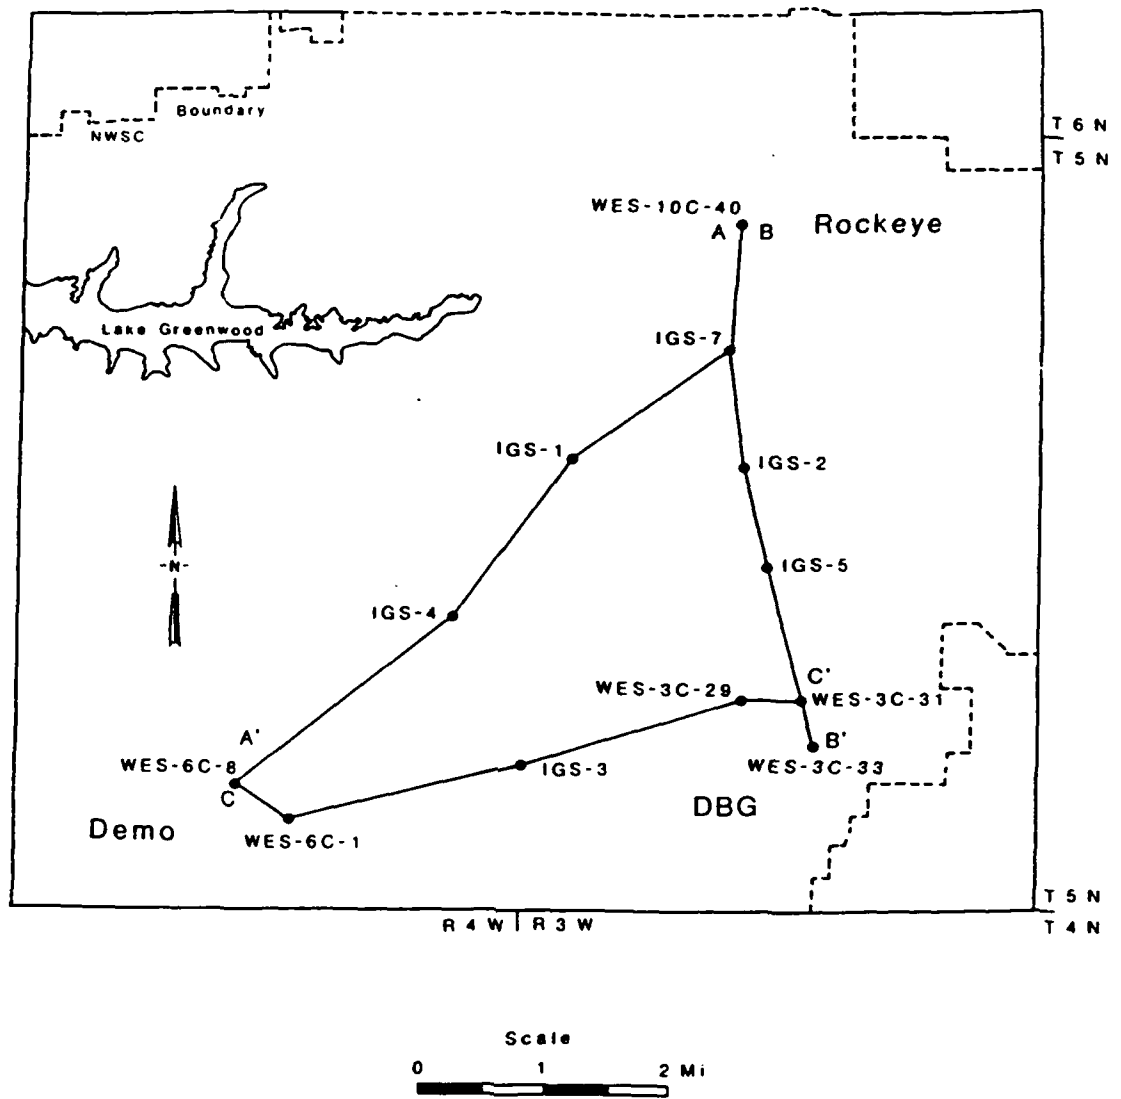 Boundary
NWSC
T 6 N
T 5 N
WES-10C-40
A B
Rockeye
Lake Greenwood
IGS-7
IGS-1
IGS-2
-N-
IGS-5
IGS-4
C'
WES-3C-29
WES-3C-31
A'
B'
WES-6C-8
IGS-3
WES-3C-33
C
DBG
Demo
WES-6C-1
T 5 N
R 4 W R 3 W
T 4 N
Scale
0 1 2 Mi